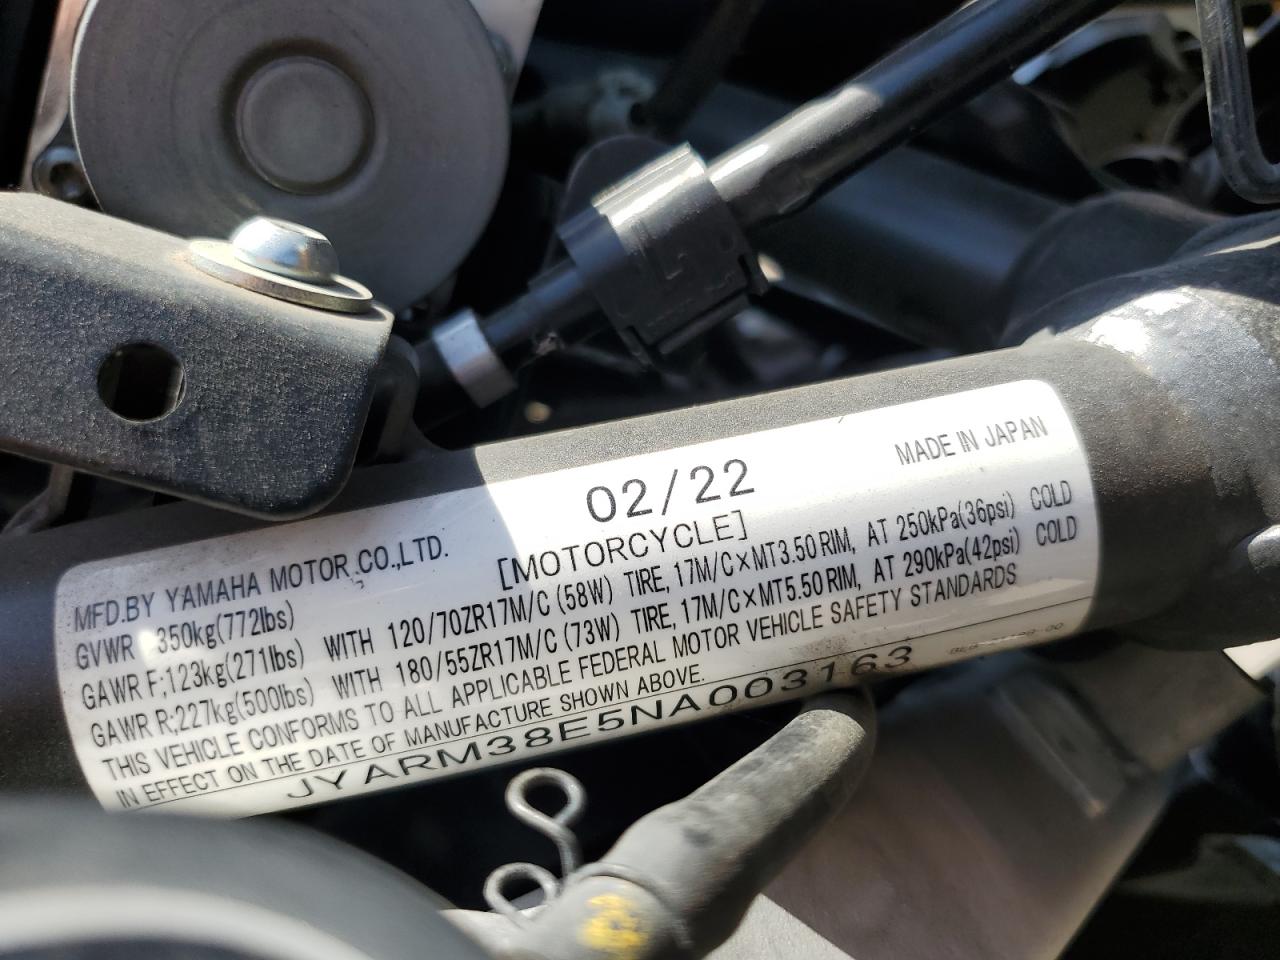 02/22
MADE IN JAPAN
MFD.BY YAMAHA MOTOR CO.,LTD.
[MOTORCYCLE]
GVWR 350kg(772lbs)
GAWR F;123kg(271lbs) WITH 120/70ZR17M/C (58W) TIRE, 17M/C×MT3.50 RIM, AT 250kPa(36psi) COLD
GAWR R;227kg(500lbs) WITH 180/55ZR17M/C (73W) TIRE, 17M/C×MT5.50 RIM, AT 290kPa(42psi) COLD
THIS VEHICLE CONFORMS TO ALL APPLICABLE FEDERAL MOTOR VEHICLE SAFETY STANDARDS
IN EFFECT ON THE DATE OF MANUFACTURE SHOWN ABOVE.
JYARM38E5NA003163